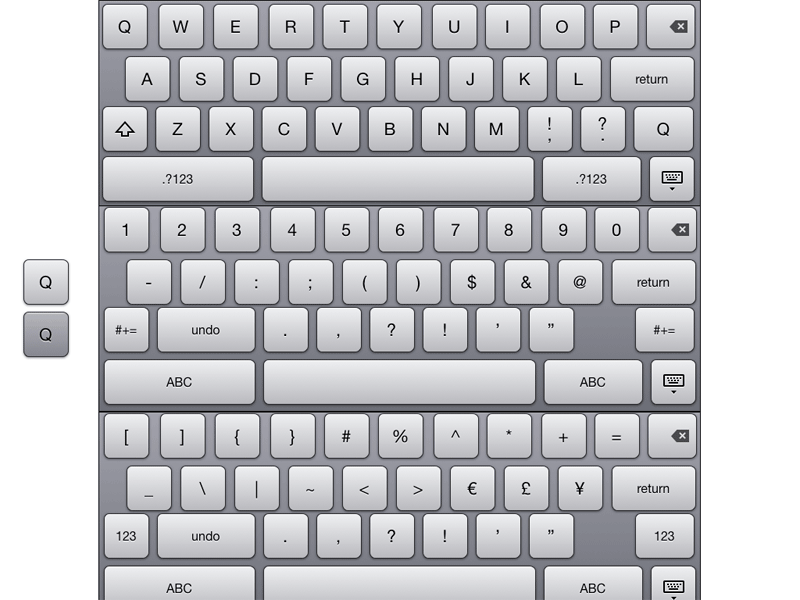 Q W E R T Y U I O P
A S D F G H J K L return
Z X C V B N M ! , ? . Q
.?123 .?123
1 2 3 4 5 6 7 8 9 0
Q
- / : ; ( ) $ & @ return
Q
#+= undo . , ? ! ’ ” #+=
ABC ABC
[ ] { } # % ^ * + =
_ \ | ~ < > € £ ¥ return
123 undo . , ? ! ’ ” 123
ABC ABC